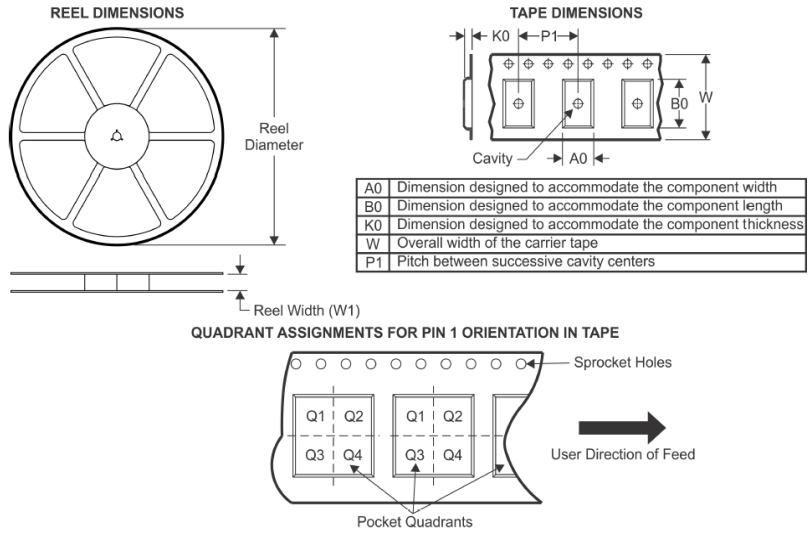 REEL DIMENSIONS
Reel
Diameter
Reel Width (W1)
TAPE DIMENSIONS
K0
P1
B0
W
Cavity
A0
A0 Dimension designed to accommodate the component width
B0 Dimension designed to accommodate the component length
K0 Dimension designed to accommodate the component thickness
W Overall width of the carrier tape
P1 Pitch between successive cavity centers
QUADRANT ASSIGNMENTS FOR PIN 1 ORIENTATION IN TAPE
Sprocket Holes
Q1 Q2 Q1 Q2
Q3 Q4 Q3 Q4
User Direction of Feed
Pocket Quadrants